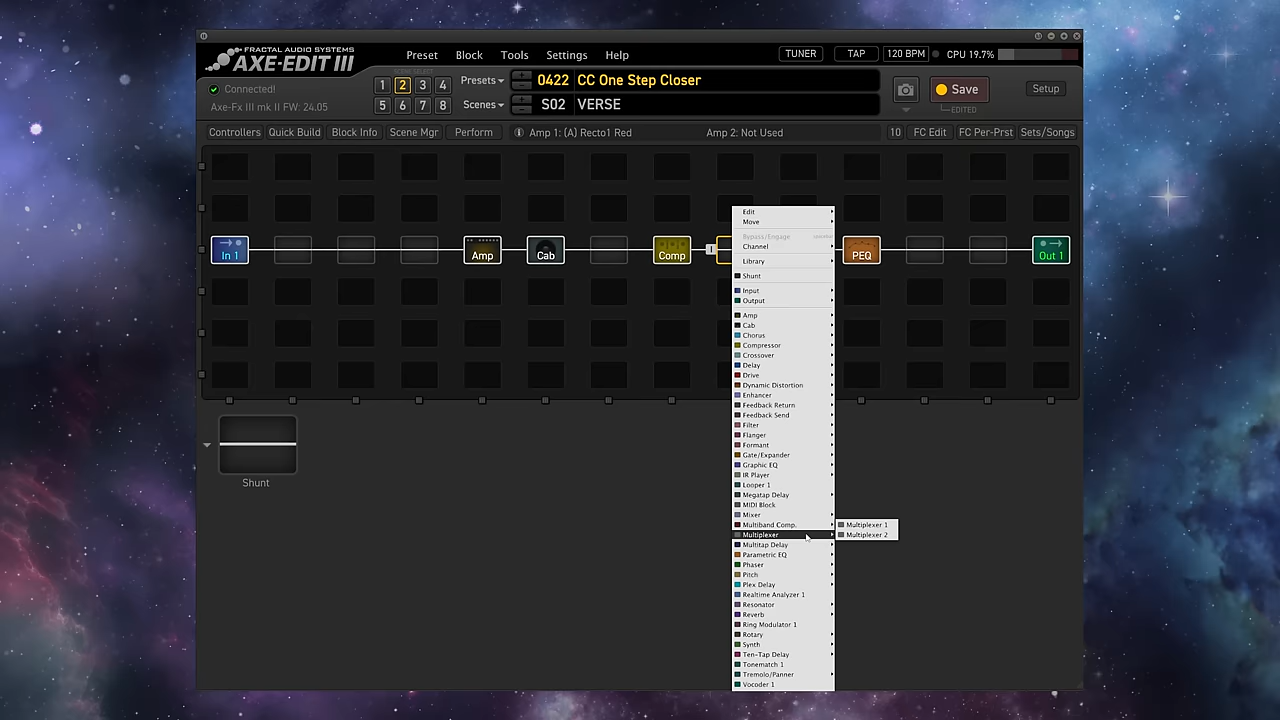 FRACTAL AUDIO SYSTEMS
AXE-EDIT III
Preset Block Tools Settings Help
TUNER TAP 120 BPM CPU 19.7%
Connected!
Axe-Fx III mk II FW: 24.05
SCENE SELECT
1 2 3 4
5 6 7 8
Presets 0422 CC One Step Closer
Scenes S02 VERSE
Save
EDITED
Setup
Controllers Quick Build Block Info Scene Mgr Perform
Amp 1: (A) Recto1 Red Amp 2: Not Used
10 FC Edit FC Per-Prst Sets/Songs
In 1 Amp Cab Comp I PEQ Out 1
Shunt
Edit
Move
Bypass/Engage
Channel
Library
Shunt
Input
Output
Amp
Cab
Chorus
Compressor
Crossover
Delay
Drive
Dynamic Distortion
Enhancer
Feedback Return
Feedback Send
Filter
Flanger
Formant
Gate/Expander
Graphic EQ
IR Player
Looper 1
Megatap Delay
MIDI Block
Mixer
Multiband Comp.
Multiplexer
Multitap Delay
Parametric EQ
Phaser
Pitch
Plex Delay
Realtime Analyzer 1
Resonator
Reverb
Ring Modulator 1
Rotary
Synth
Ten-Tap Delay
Tonematch 1
Tremolo/Panner
Vocoder 1
Multiplexer 1
Multiplexer 2